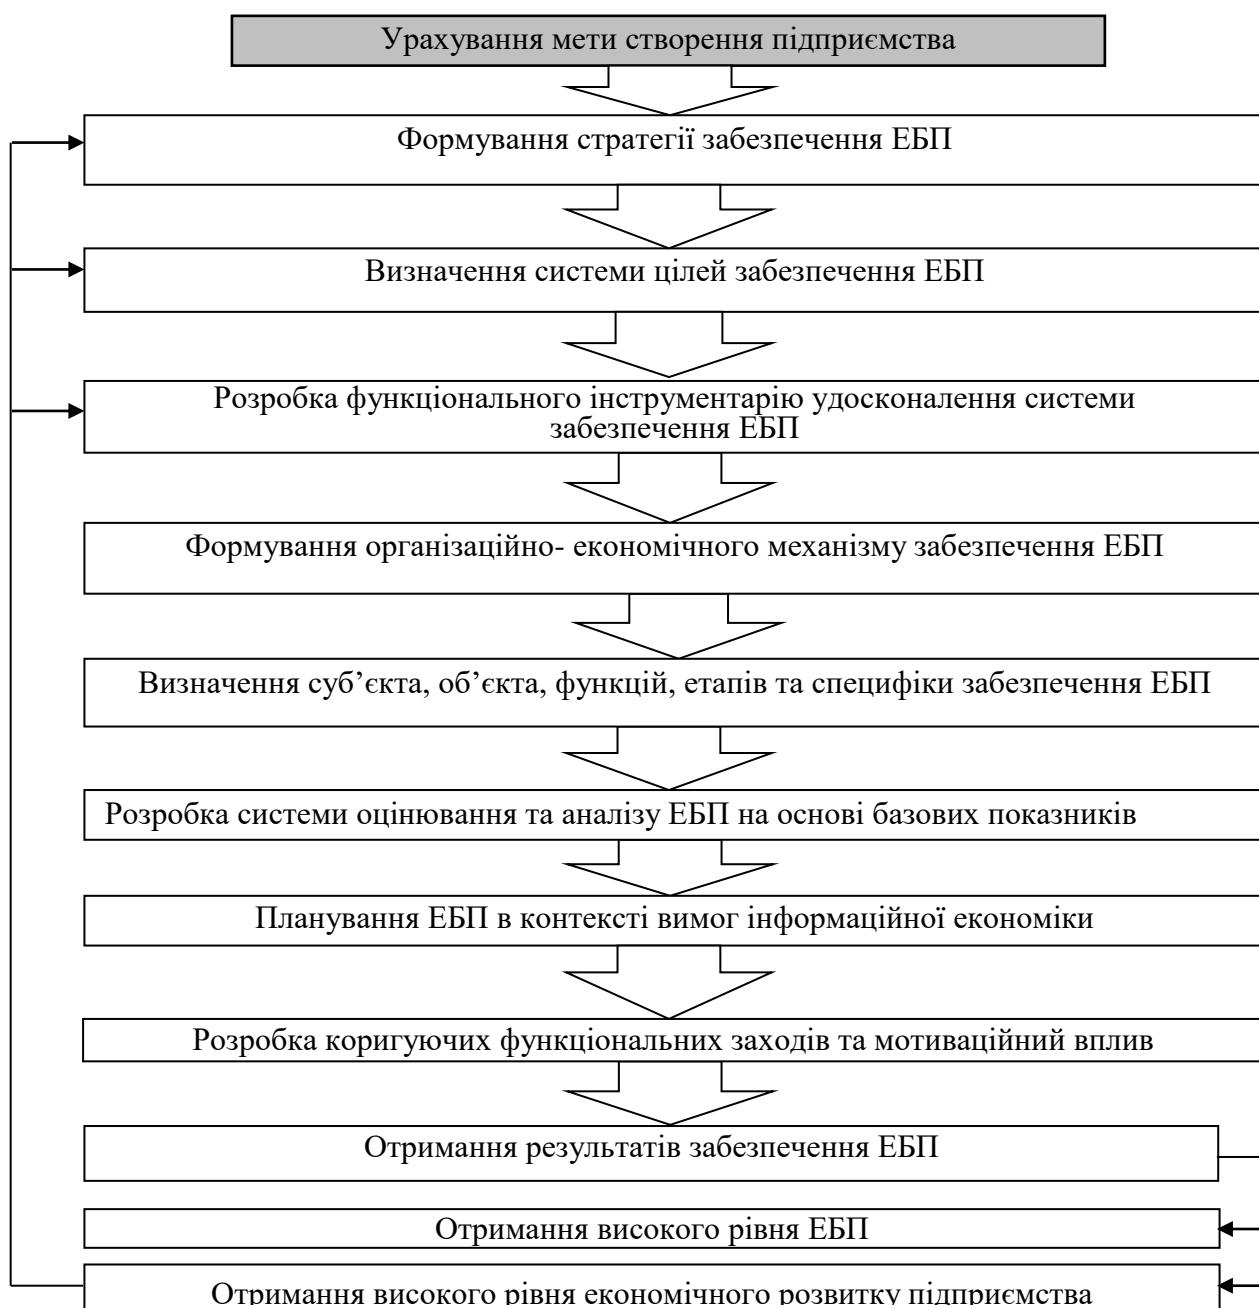 Урахування мети створення підприємства
Формування стратегії забезпечення ЕБП
Визначення системи цілей забезпечення ЕБП
Розробка функціонального інструментарію удосконалення системи
забезпечення ЕБП
Формування організаційно- економічного механізму забезпечення ЕБП
Визначення суб’єкта, об’єкта, функцій, етапів та специфіки забезпечення ЕБП
Розробка системи оцінювання та аналізу ЕБП на основі базових показників
Планування ЕБП в контексті вимог інформаційної економіки
Розробка коригуючих функціональних заходів та мотиваційний вплив
Отримання результатів забезпечення ЕБП
Отримання високого рівня ЕБП
Отримання високого рівня економічного розвитку підприємства